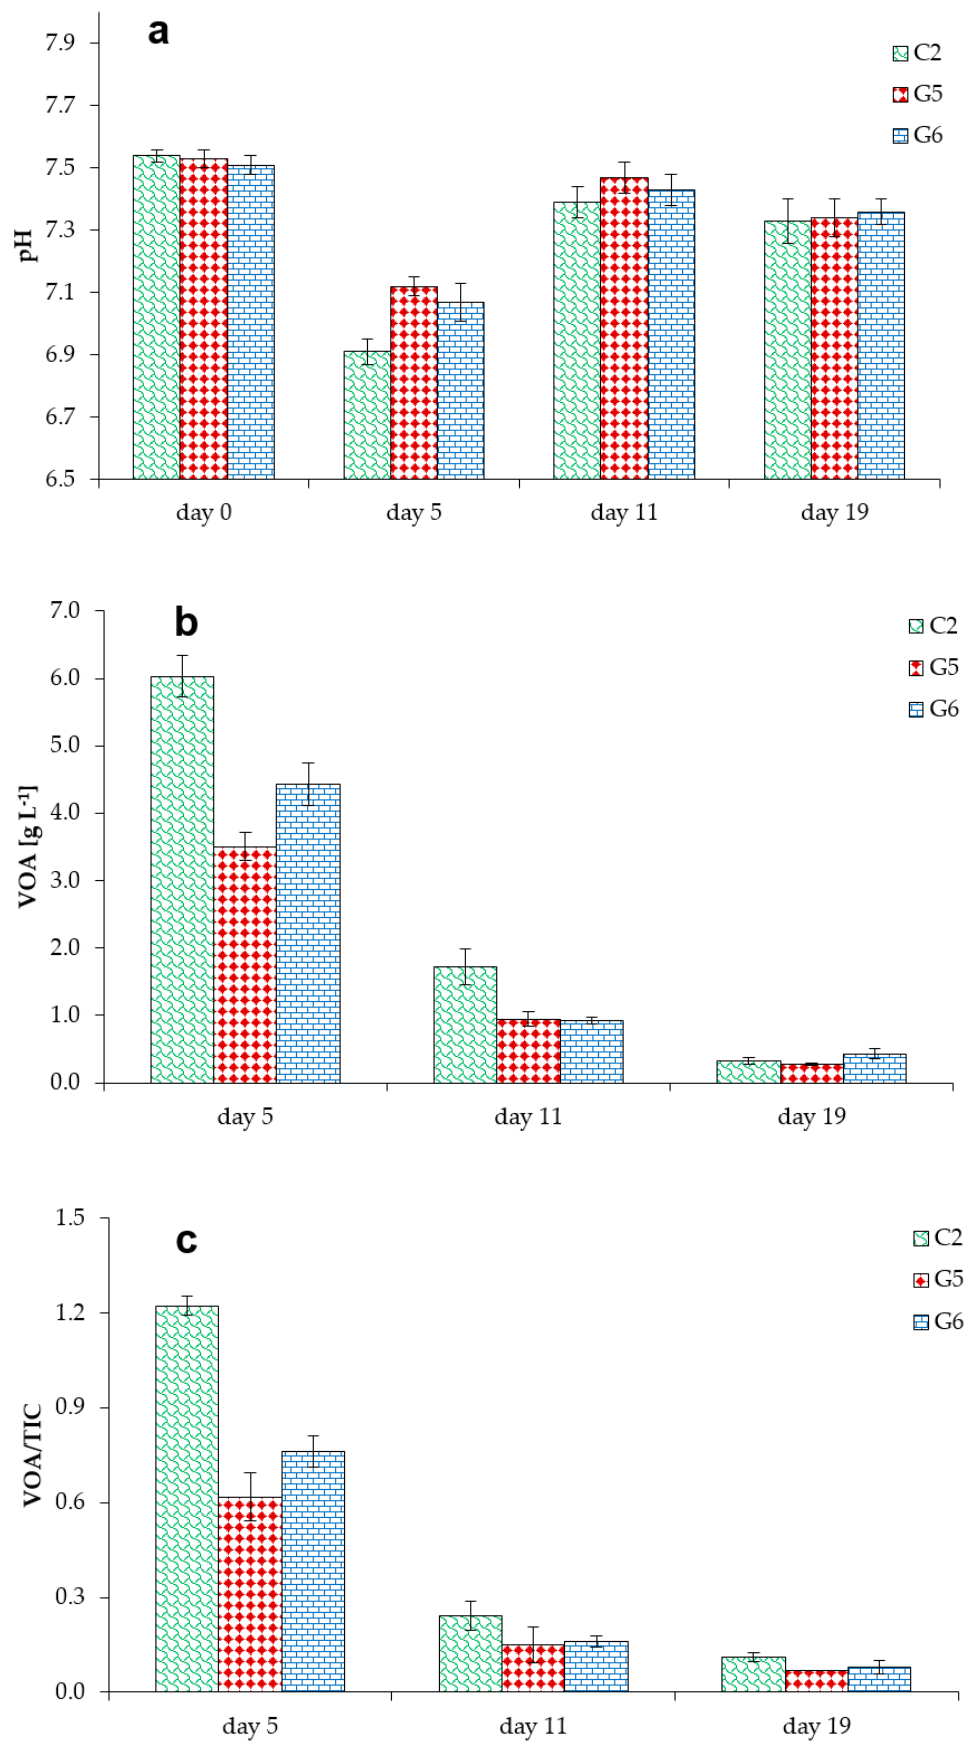 a
7.9
7.7
7.5
7.3
7.1
6.9
6.7
6.5
pH
C2
G5
G6
day 0 day 5 day 11 day 19
b
7.0
6.0
5.0
4.0
3.0
2.0
1.0
0.0
VOA [g L-1]
C2
G5
G6
day 5 day 11 day 19
c
1.5
1.2
0.9
0.6
0.3
0.0
VOA/TIC
C2
G5
G6
day 5 day 11 day 19